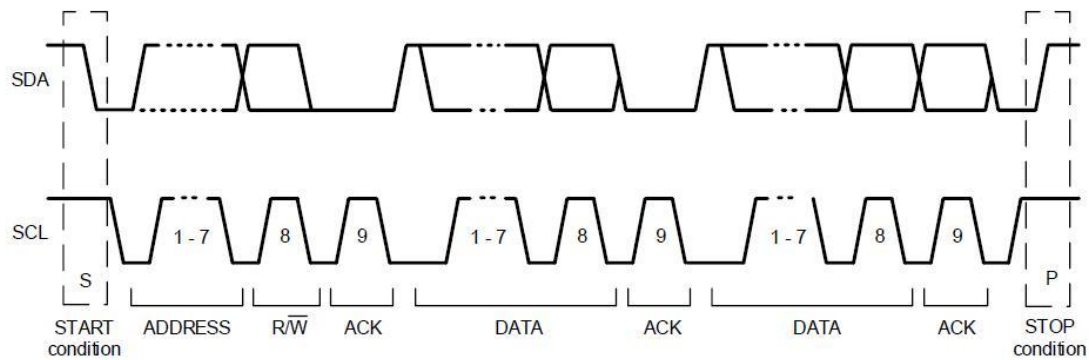 SDA
SCL
1 - 7
8
9
1 - 7
8
9
1 - 7
8
9
S
P
START
condition
ADDRESS
R/W̅
ACK
DATA
ACK
DATA
ACK
STOP
condition